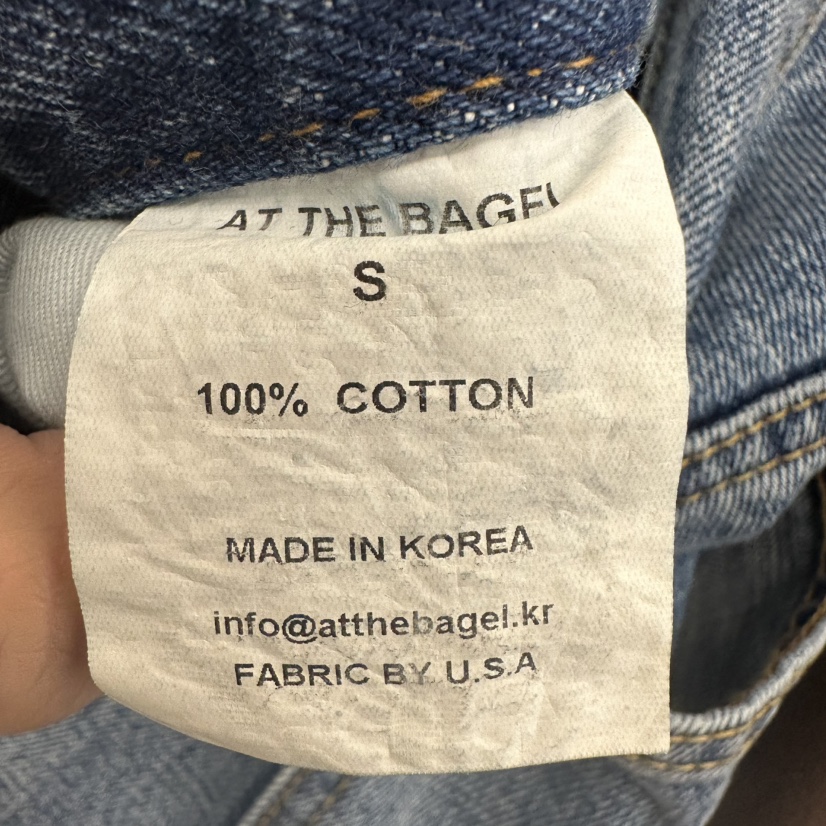 AT THE BAGEL
S
100% COTTON
MADE IN KOREA
info@atthebagel.kr
FABRIC BY U.S.A